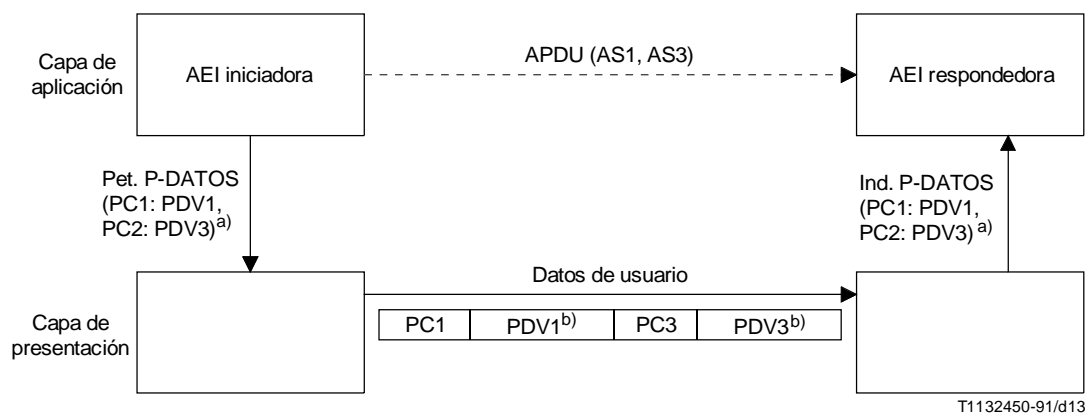 Capa de
aplicación
AEI iniciadora
APDU (AS1, AS3)
AEI respondedora
Pet. P-DATOS
(PC1: PDV1,
PC2: PDV3)a)
Ind. P-DATOS
(PC1: PDV1,
PC2: PDV3) a)
Datos de usuario
Capa de
presentación
PC1 PDV1b) PC3 PDV3b)
T1132450-91/d13